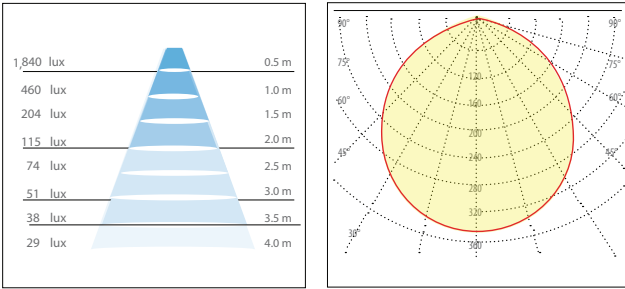 1,840 lux 0.5 m
460 lux 1.0 m
204 lux 1.5 m
115 lux 2.0 m
74 lux 2.5 m
51 lux 3.0 m
38 lux 3.5 m
29 lux 4.0 m
90° 90°
75° 75°
120
60° 60°
160
200
45° 45°
240
280
320
30°
360